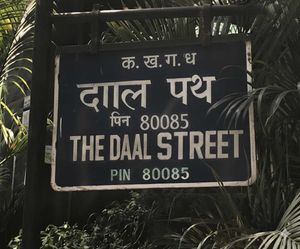 क. ख. ग. ध
दााल पथ
पिन 80085
THE DAAL STREET
PIN 80085